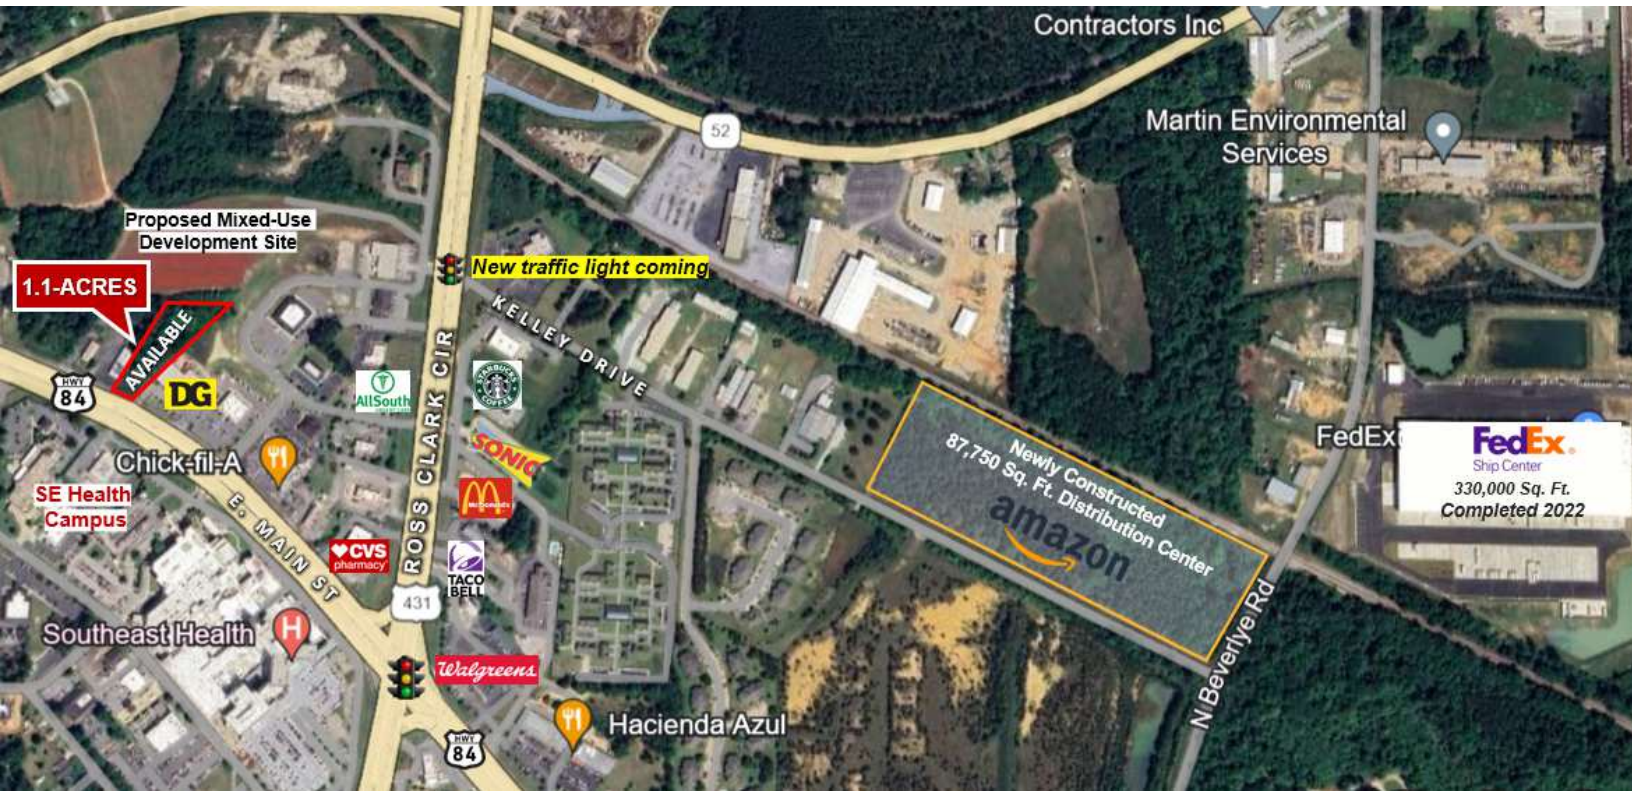 Contractors Inc
52
Martin Environmental
Services
Proposed Mixed-Use
Development Site
1.1-ACRES
AVAILABLE
New traffic light coming
KELLEY DRIVE
HWY
84
DG
AllSouth
STARBUCKS
COFFEE
ROSS CLARK CIR
SONIC
Chick-fil-A
SE Health
Campus
E. MAIN ST
McDonald's
CVS
pharmacy
TACO
BELL
431
Newly Constructed
87,750 Sq. Ft. Distribution Center
amazon
FedEx
FedEx
Ship Center
330,000 Sq. Ft.
Completed 2022
N Beverlye Rd
Southeast Health
H
Walgreens
Hacienda Azul
HWY
84